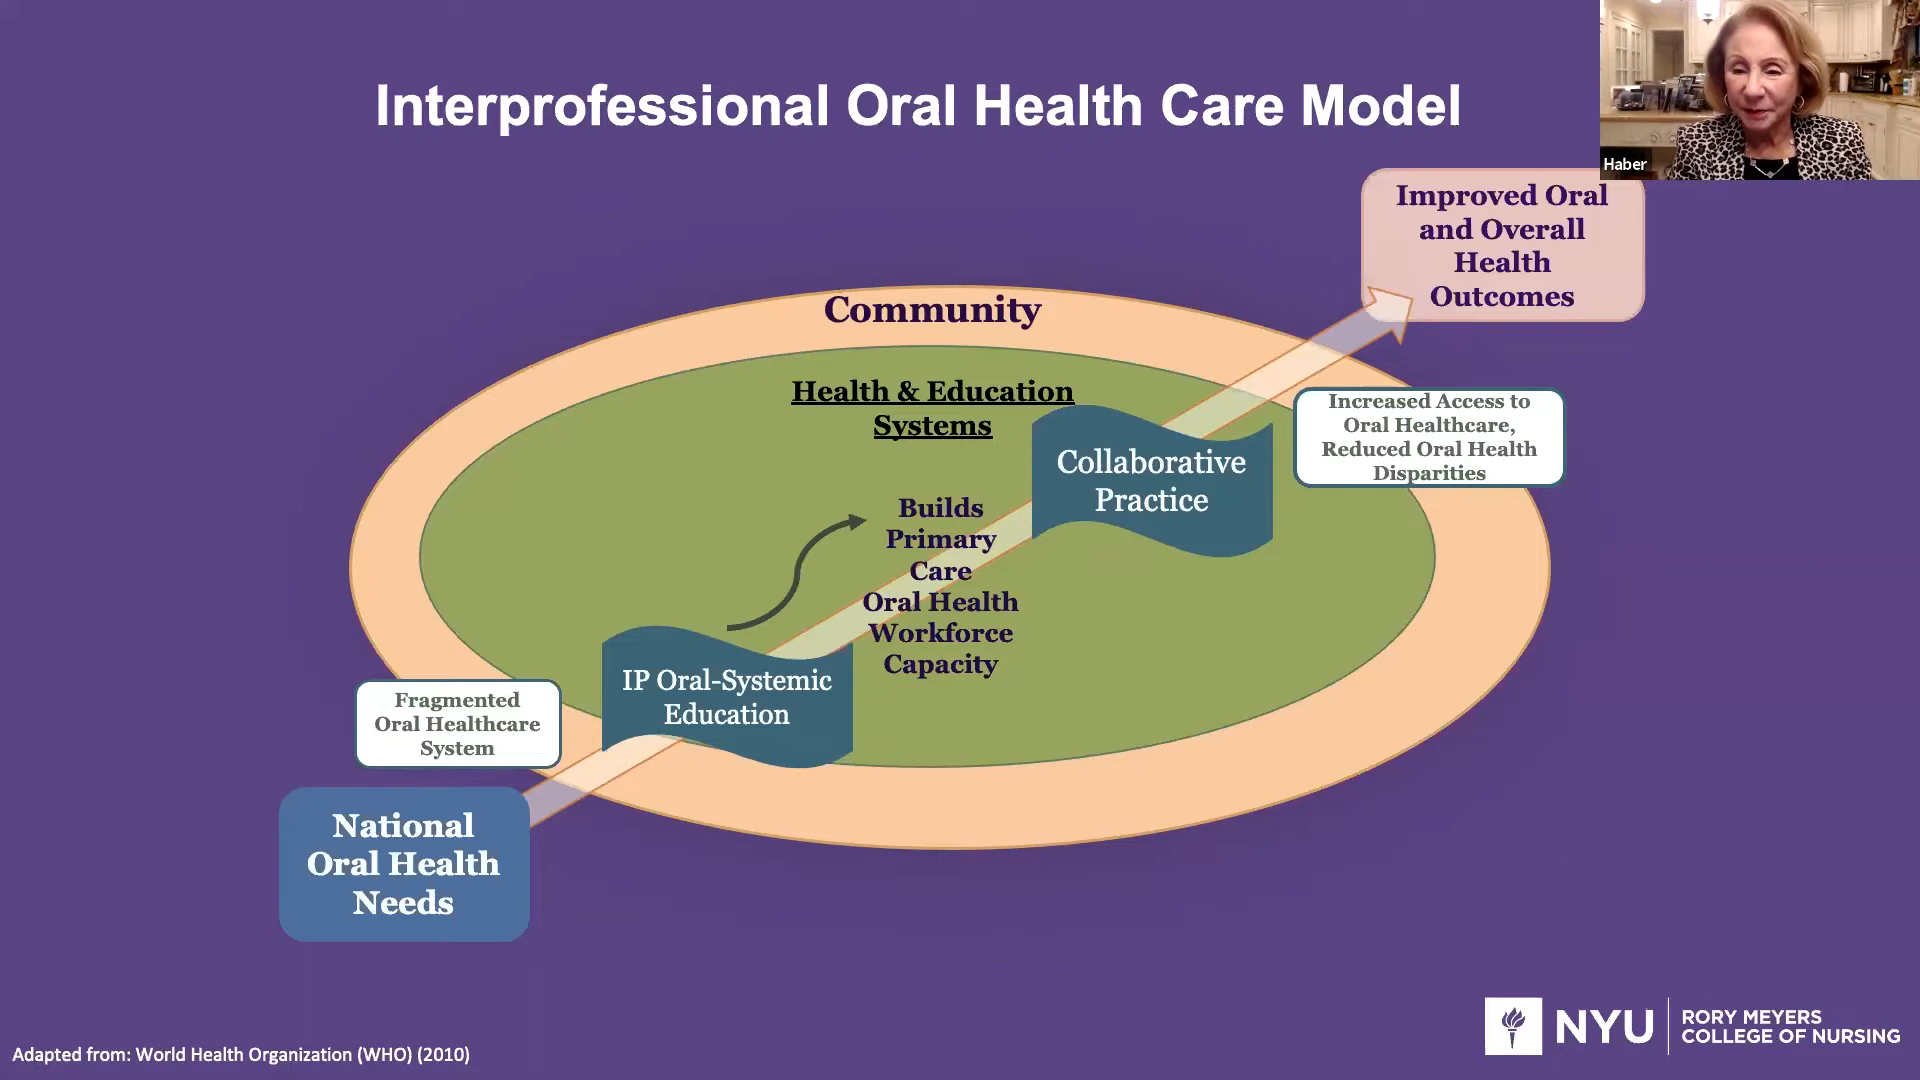 Interprofessional Oral Health Care Model
Haber
Improved Oral
and Overall
Health
Outcomes
Community
Health & Education
Systems
Increased Access to
Oral Healthcare,
Reduced Oral Health
Disparities
Collaborative
Practice
Builds
Primary
Care
Oral Health
Workforce
Capacity
IP Oral-Systemic
Education
Fragmented
Oral Healthcare
System
National
Oral Health
Needs
NYU
RORY MEYERS
COLLEGE OF NURSING
Adapted from: World Health Organization (WHO) (2010)